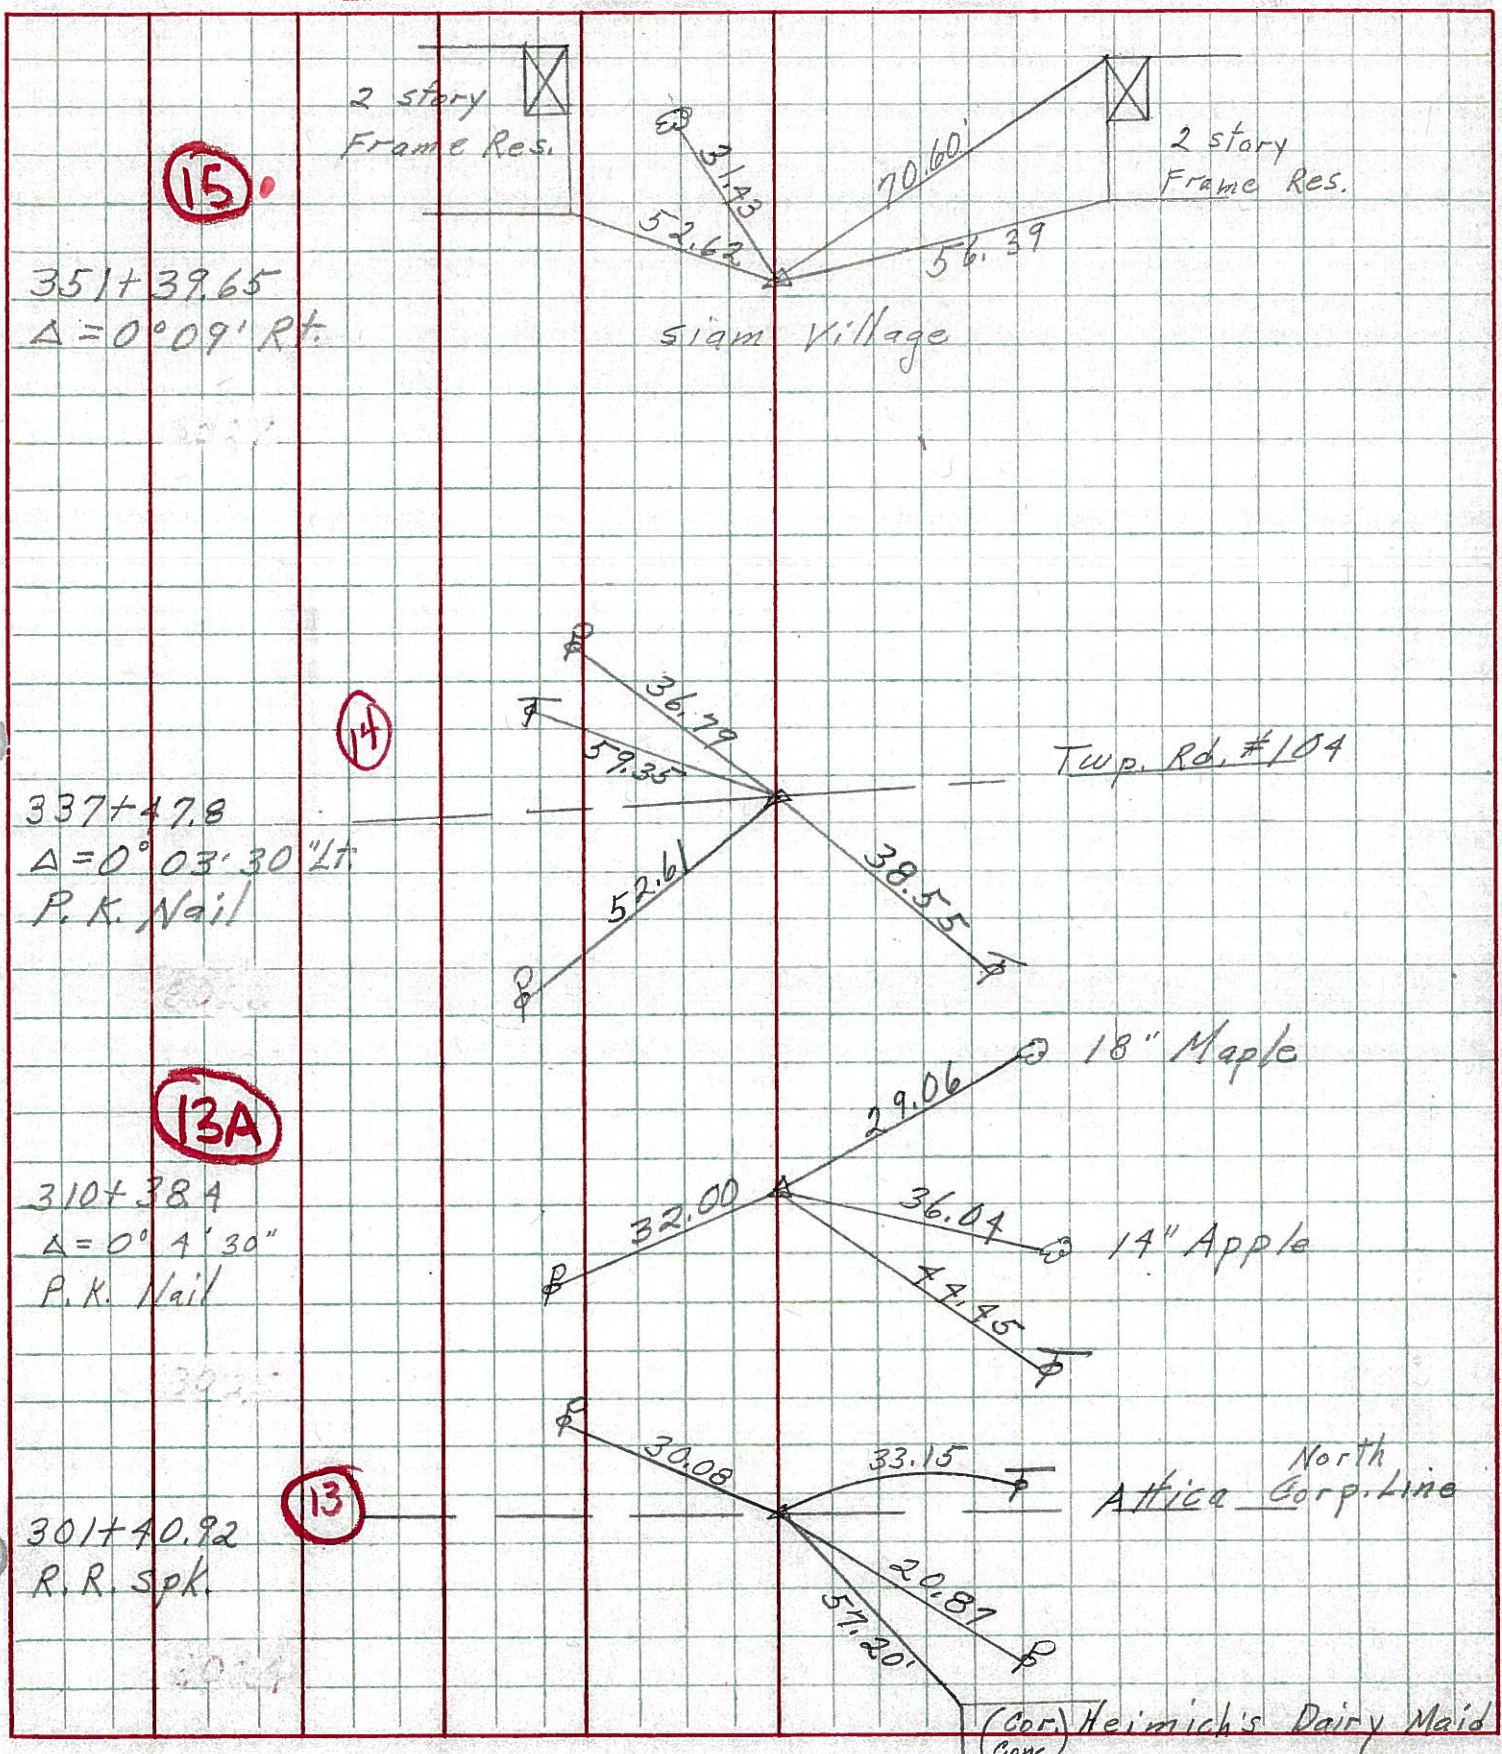 2 story
Frame Res.
15
31.43
70.60'
2 story
Frame Res.
52.62
56.39
351+39.65
Δ=0°09' Rt.
Siam Village
36.79
14
59.35
Twp. Rd. #104
337+47.8
Δ=0°03'30" Lt.
P.K. Nail
52.61
38.55
18" Maple
29.06
13A
310+38.4
Δ=0° 4' 30"
P.K. Nail
32.00
36.04
14" Apple
44.45
30.08
33.15
North
Attica Corp. Line
13
301+40.92
R.R. Spk.
20.87
57.20'
(Cor.) Heimich's Dairy Maid
Conc